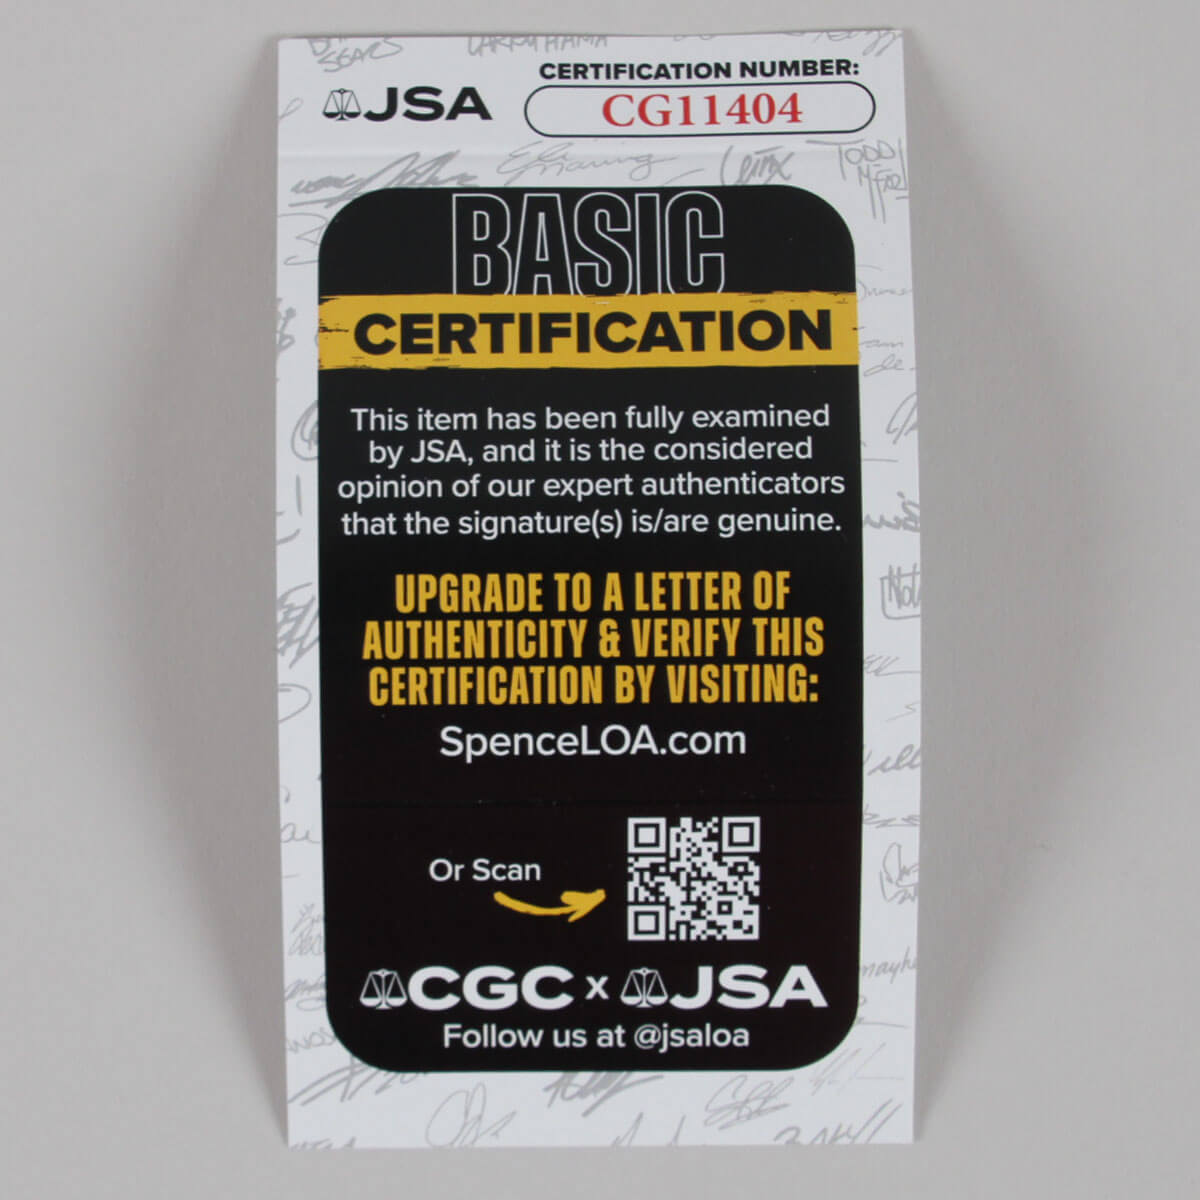 CERTIFICATION NUMBER:
JSA
CG11404
BASIC
CERTIFICATION
This item has been fully examined
by JSA, and it is the considered
opinion of our expert authenticators
that the signature(s) is/are genuine.
UPGRADE TO A LETTER OF
AUTHENTICITY & VERIFY THIS
CERTIFICATION BY VISITING:
SpenceLOA.com
Or Scan
CGC x JSA
Follow us at @jsaloa